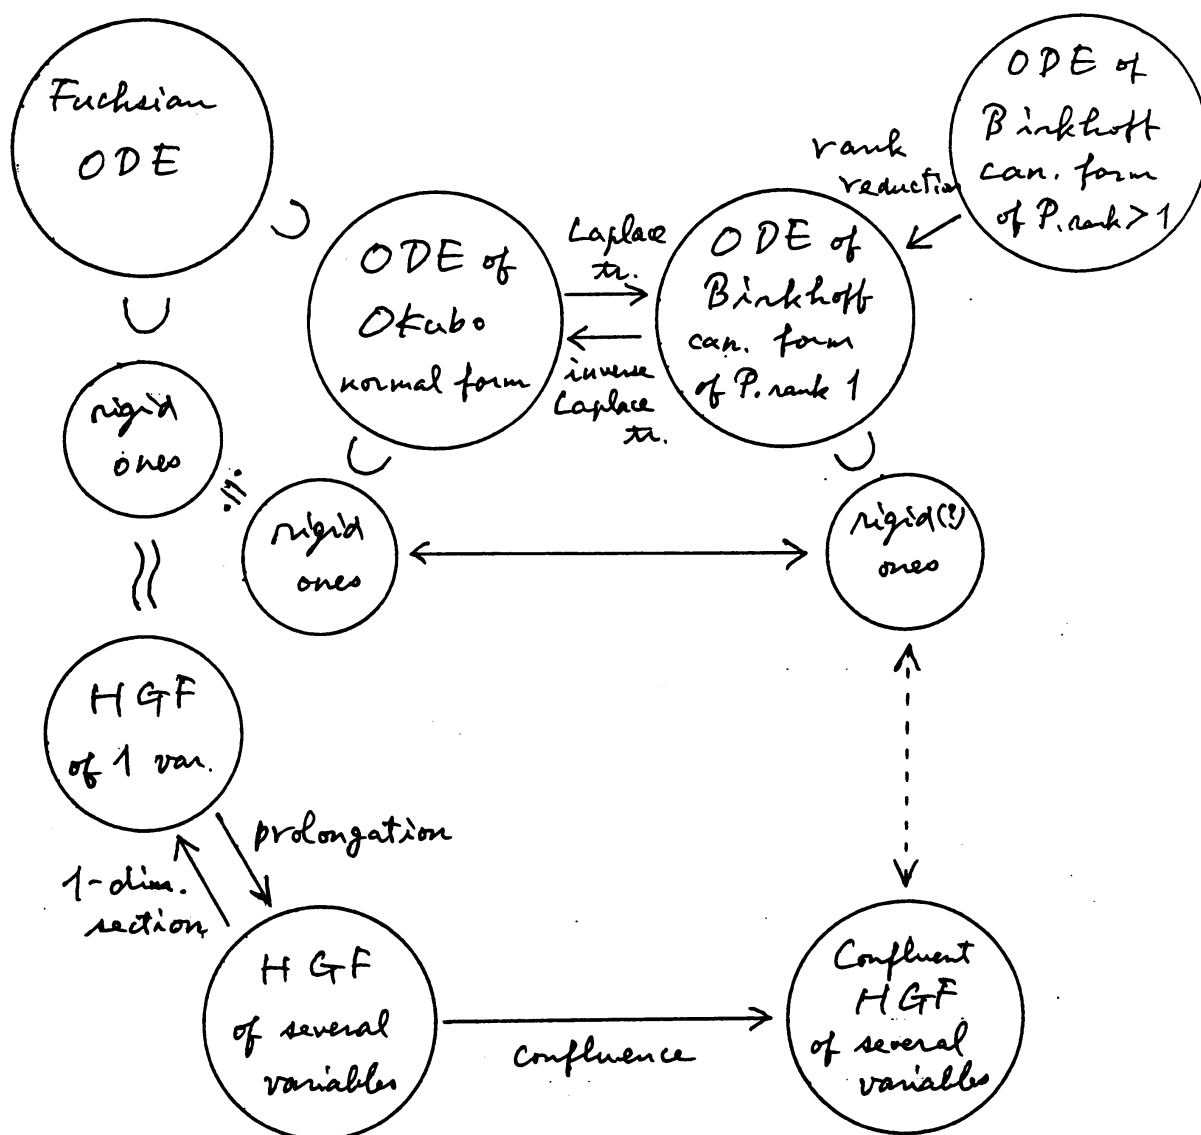 Fuchsian
ODE
ODE of
Birkhoff
can. form
of P. rank > 1
rank
reduction
ODE of
Okubo
normal form
Laplace
tr.
inverse
Laplace
tr.
ODE of
Birkhoff
can. form
of P. rank 1
rigid
ones
rigid
ones
rigid(?)
ones
HGF
of 1 var.
prolongation
1-dim.
section
HGF
of several
variables
confluence
Confluent
HGF
of several
variables